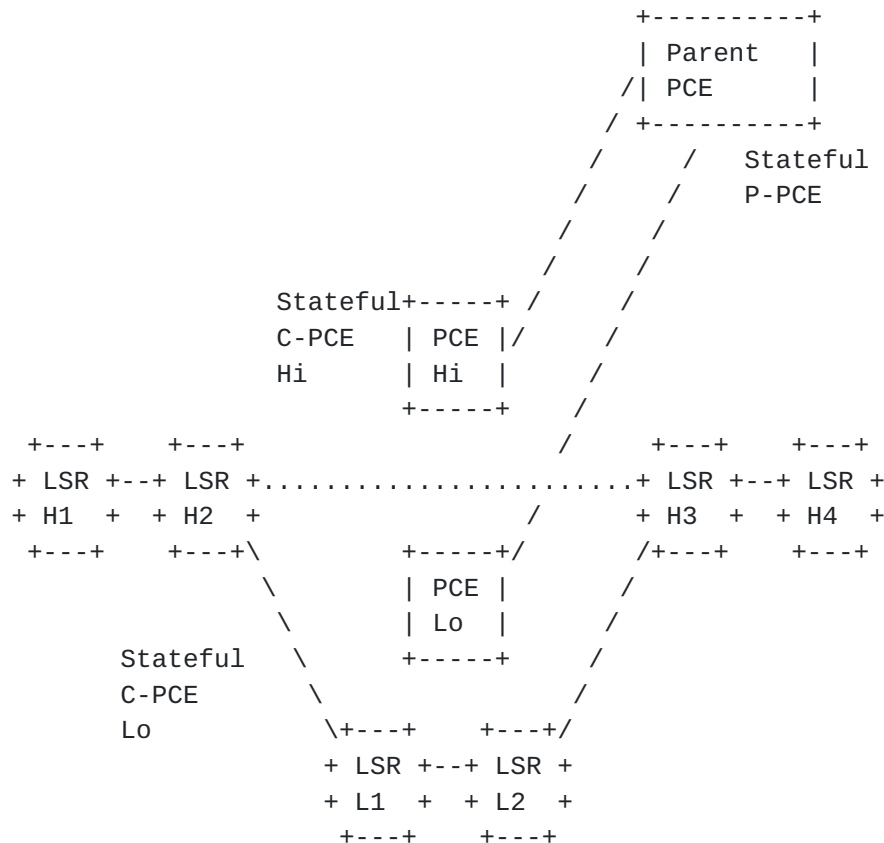 Parent
PCE
Stateful
P-PCE
Stateful
C-PCE PCE
Hi Hi
LSR LSR LSR LSR
H1 H2 H3 H4
PCE
Lo
Stateful
C-PCE
Lo
LSR LSR
L1 L2